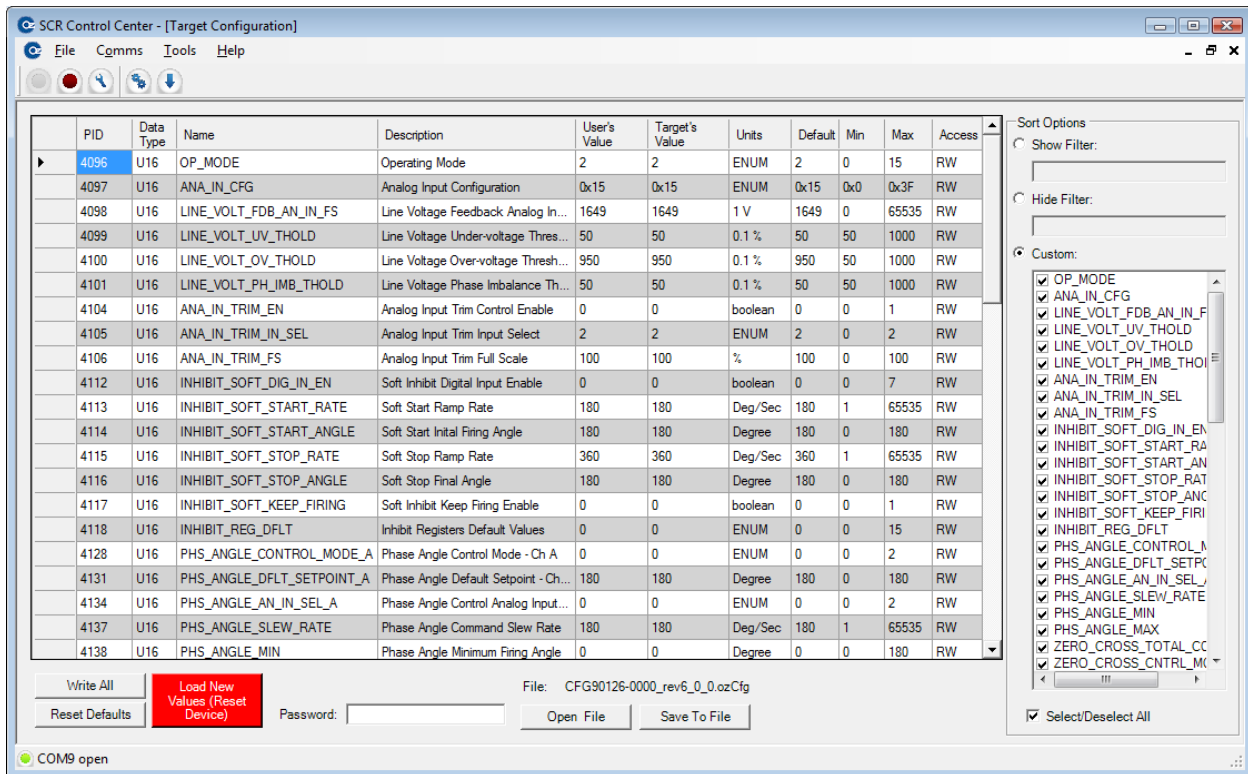 SCR Control Center - [Target Configuration]
File Comms Tools Help
PID Data Type Name Description User's Value Target's Value Units Default Min Max Access
4096 U16 OP_MODE Operating Mode 2 2 ENUM 2 0 15 RW
4097 U16 ANA_IN_CFG Analog Input Configuration 0x15 0x15 ENUM 0x15 0x0 0x3F RW
4098 U16 LINE_VOLT_FDB_AN_IN_FS Line Voltage Feedback Analog In... 1649 1649 1 V 1649 0 65535 RW
4099 U16 LINE_VOLT_UV_THOLD Line Voltage Under-voltage Thres... 50 50 0.1 % 50 50 1000 RW
4100 U16 LINE_VOLT_OV_THOLD Line Voltage Over-voltage Thresh... 950 950 0.1 % 950 50 1000 RW
4101 U16 LINE_VOLT_PH_IMB_THOLD Line Voltage Phase Imbalance Th... 50 50 0.1 % 50 50 1000 RW
4104 U16 ANA_IN_TRIM_EN Analog Input Trim Control Enable 0 0 boolean 0 0 1 RW
4105 U16 ANA_IN_TRIM_IN_SEL Analog Input Trim Input Select 2 2 ENUM 2 0 2 RW
4106 U16 ANA_IN_TRIM_FS Analog Input Trim Full Scale 100 100 % 100 0 100 RW
4112 U16 INHIBIT_SOFT_DIG_IN_EN Soft Inhibit Digital Input Enable 0 0 boolean 0 0 7 RW
4113 U16 INHIBIT_SOFT_START_RATE Soft Start Ramp Rate 180 180 Deg/Sec 180 1 65535 RW
4114 U16 INHIBIT_SOFT_START_ANGLE Soft Start Inital Firing Angle 180 180 Degree 180 0 180 RW
4115 U16 INHIBIT_SOFT_STOP_RATE Soft Stop Ramp Rate 360 360 Deg/Sec 360 1 65535 RW
4116 U16 INHIBIT_SOFT_STOP_ANGLE Soft Stop Final Angle 180 180 Degree 180 0 180 RW
4117 U16 INHIBIT_SOFT_KEEP_FIRING Soft Inhibit Keep Firing Enable 0 0 boolean 0 0 1 RW
4118 U16 INHIBIT_REG_DFLT Inhibit Registers Default Values 0 0 ENUM 0 0 15 RW
4128 U16 PHS_ANGLE_CONTROL_MODE_A Phase Angle Control Mode - Ch A 0 0 ENUM 0 0 2 RW
4131 U16 PHS_ANGLE_DFLT_SETPOINT_A Phase Angle Default Setpoint - Ch... 180 180 Degree 180 0 180 RW
4134 U16 PHS_ANGLE_AN_IN_SEL_A Phase Angle Control Analog Input... 0 0 ENUM 0 0 2 RW
4137 U16 PHS_ANGLE_SLEW_RATE Phase Angle Command Slew Rate 180 180 Deg/Sec 180 1 65535 RW
4138 U16 PHS_ANGLE_MIN Phase Angle Minimum Firing Angle 0 0 Degree 0 0 180 RW
Sort Options
Show Filter:
Hide Filter:
Custom:
OP_MODE
ANA_IN_CFG
LINE_VOLT_FDB_AN_IN_F
LINE_VOLT_UV_THOLD
LINE_VOLT_OV_THOLD
LINE_VOLT_PH_IMB_THOL
ANA_IN_TRIM_EN
ANA_IN_TRIM_IN_SEL
ANA_IN_TRIM_FS
INHIBIT_SOFT_DIG_IN_EN
INHIBIT_SOFT_START_RA
INHIBIT_SOFT_START_AN
INHIBIT_SOFT_STOP_RAT
INHIBIT_SOFT_STOP_ANG
INHIBIT_SOFT_KEEP_FIRI
INHIBIT_REG_DFLT
PHS_ANGLE_CONTROL_M
PHS_ANGLE_DFLT_SETPO
PHS_ANGLE_AN_IN_SEL_A
PHS_ANGLE_SLEW_RATE
PHS_ANGLE_MIN
PHS_ANGLE_MAX
ZERO_CROSS_TOTAL_CC
ZERO_CROSS_CNTRL_MO
Select/Deselect All
Write All
Reset Defaults
Load New
Values (Reset
Device)
Password:
File: CFG90126-0000_rev6_0_0.ozCfg
Open File Save To File
COM9 open